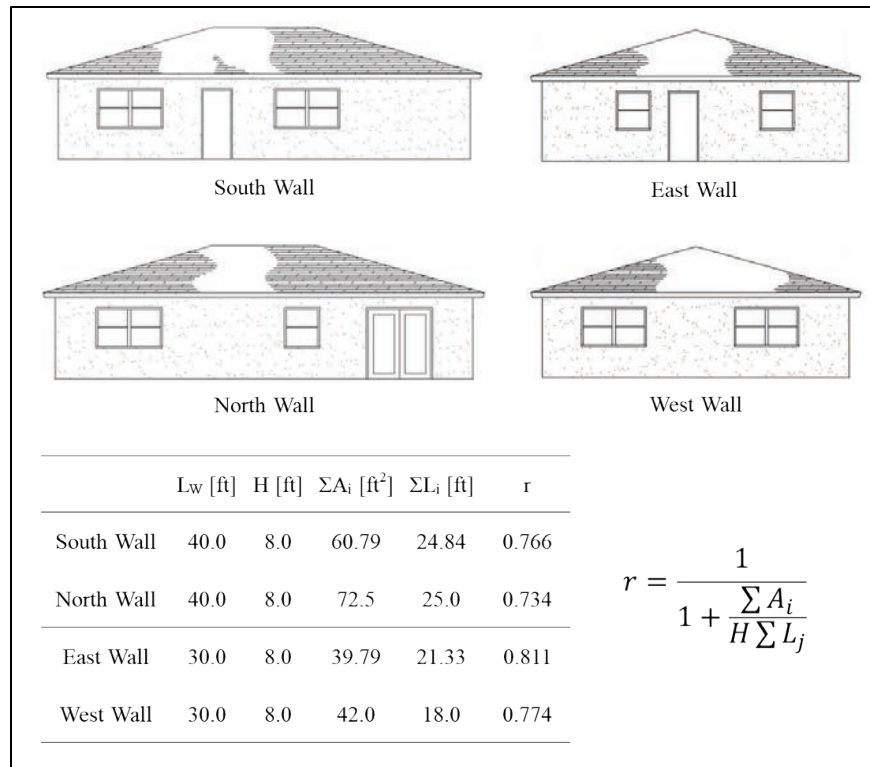 South Wall
East Wall
North Wall
West Wall
L_W [ft] H [ft] ΣA_i [ft²] ΣL_i [ft] r
South Wall 40.0 8.0 60.79 24.84 0.766
North Wall 40.0 8.0 72.5 25.0 0.734
East Wall 30.0 8.0 39.79 21.33 0.811
West Wall 30.0 8.0 42.0 18.0 0.774
r = 1 / (1 + ∑ A_i / (H ∑ L_j))